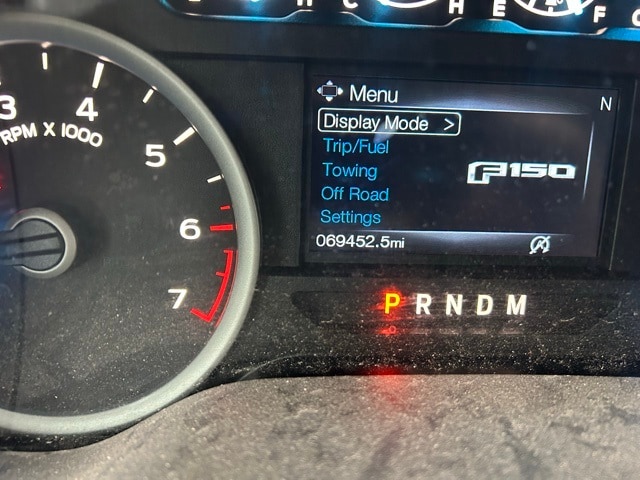 H C H E F C
Menu
N
Display Mode >
Trip/Fuel
Towing
F150
Off Road
Settings
069452.5mi
A
3 4 5 6 7
RPM X 1000
P R N D M